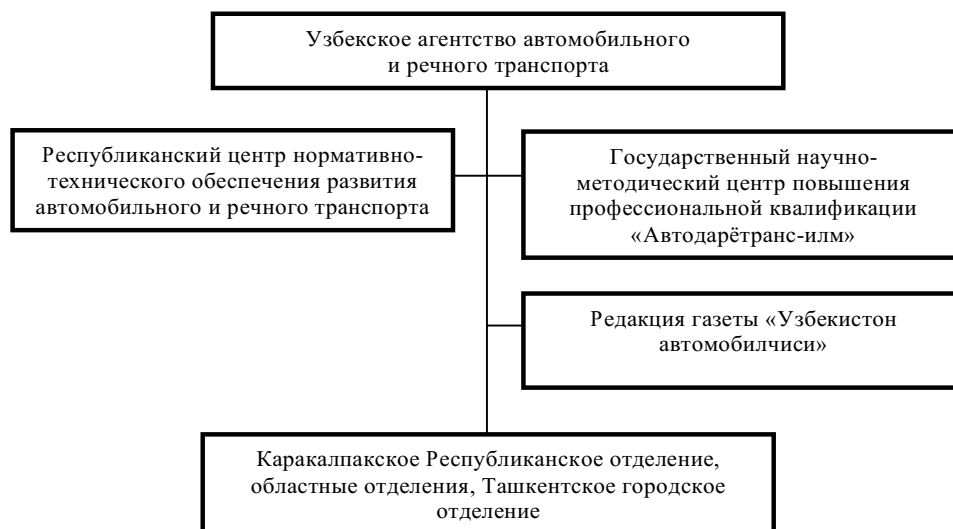 Узбекское агентство автомобильного
и речного транспорта
Республиканский центр нормативно-
технического обеспечения развития
автомобильного и речного транспорта
Государственный научно-
методический центр повышения
профессиональной квалификации
«Автодарётранс-илм»
Редакция газеты «Узбекистон
автомобилчиси»
Каракалпакское Республиканское отделение,
областные отделения, Ташкентское городское
отделение